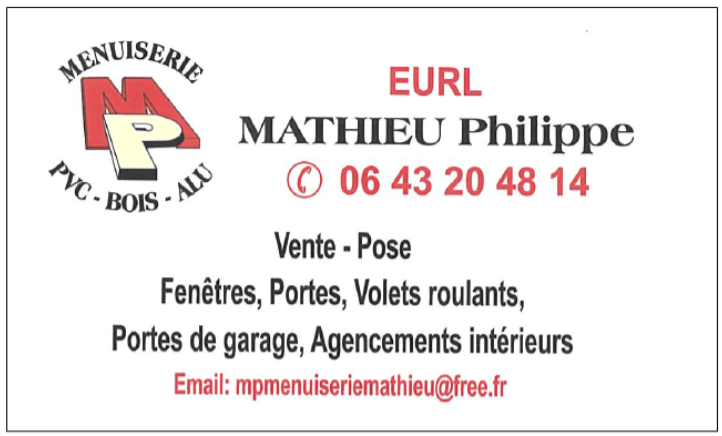 MENUISERIE
MP
PVC - BOIS - ALU
EURL
MATHIEU Philippe
06 43 20 48 14
Vente - Pose
Fenêtres, Portes, Volets roulants,
Portes de garage, Agencements intérieurs
Email: mpmenuiseriemathieu@free.fr